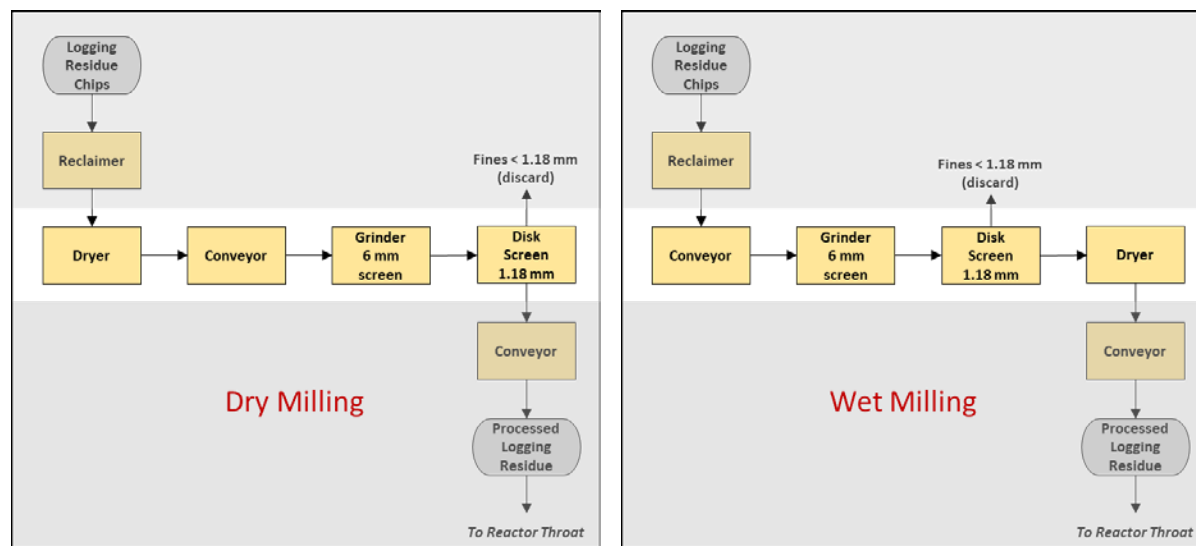 Logging
Residue
Chips
Reclaimer
Fines < 1.18 mm
(discard)
Dryer
Conveyor
Grinder
6 mm
screen
Disk
Screen
1.18 mm
Conveyor
Dry Milling
Processed
Logging
Residue
To Reactor Throat
Logging
Residue
Chips
Reclaimer
Fines < 1.18 mm
(discard)
Conveyor
Grinder
6 mm
screen
Disk
Screen
1.18 mm
Dryer
Conveyor
Wet Milling
Processed
Logging
Residue
To Reactor Throat